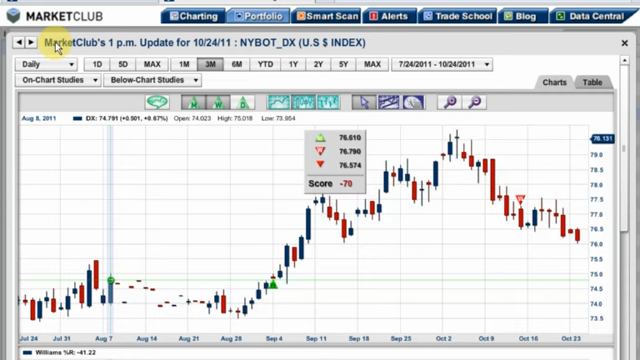 MARKETCLUB Charting Portfolio Smart Scan Alerts Trade School Blog Data Central
MarketClub's 1 p.m. Update for 10/24/11 : NYBOT_DX (U.S $ INDEX)
Daily 1D 5D MAX 1M 3M 6M YTD 1Y 2Y 5Y MAX 7/24/2011 - 10/24/2011
On-Chart Studies Below-Chart Studies Charts Table
M W D
Aug 8, 2011 DX: 74.791 (+0.501, +0.67%) Open: 74.023 High: 75.018 Low: 73.954
76.610
76.790
76.574
Score -70
76.131
79.0
78.5
78.0
77.5
77.0
76.5
76.0
75.0
74.5
74.0
73.5
Jul 24 Jul 31 Aug 7 Aug 14 Aug 21 Aug 28 Sep 4 Sep 11 Sep 18 Sep 25 Oct 2 Oct 9 Oct 16 Oct 23
Williams %R: -41.22